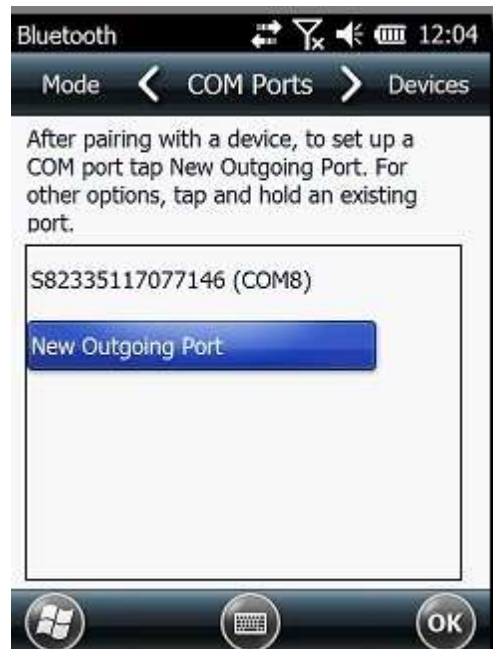 Bluetooth 12:04
Mode COM Ports Devices
After pairing with a device, to set up a
COM port tap New Outgoing Port. For
other options, tap and hold an existing
port.
S82335117077146 (COM8)
New Outgoing Port
OK